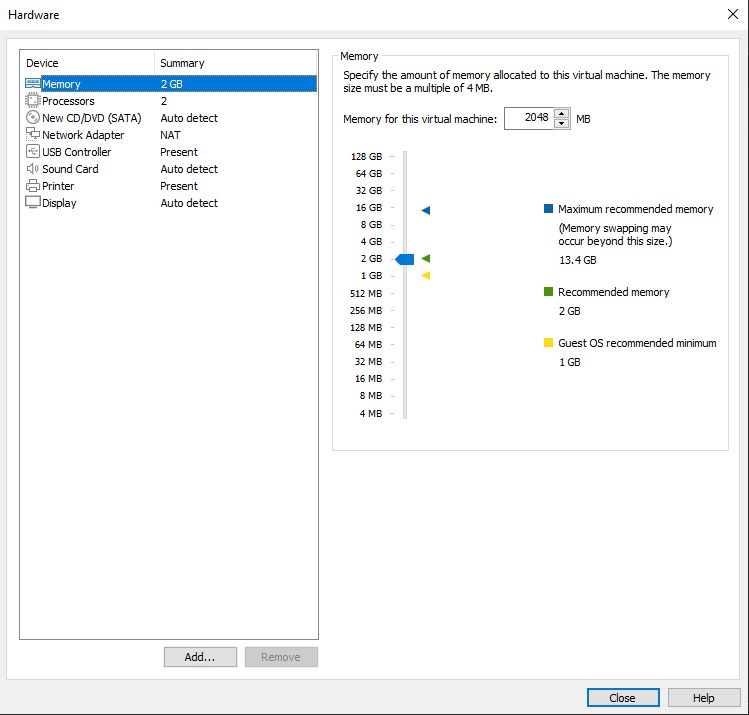 Hardware
Device Summary
Memory 2 GB
Processors 2
New CD/DVD (SATA) Auto detect
Network Adapter NAT
USB Controller Present
Sound Card Auto detect
Printer Present
Display Auto detect
Add...
Remove
Memory
Specify the amount of memory allocated to this virtual machine. The memory
size must be a multiple of 4 MB.
Memory for this virtual machine: 2048 MB
128 GB
64 GB
32 GB
16 GB
8 GB
4 GB
2 GB
1 GB
512 MB
256 MB
128 MB
64 MB
32 MB
16 MB
8 MB
4 MB
Maximum recommended memory
(Memory swapping may
occur beyond this size.)
13.4 GB
Recommended memory
2 GB
Guest OS recommended minimum
1 GB
Close
Help